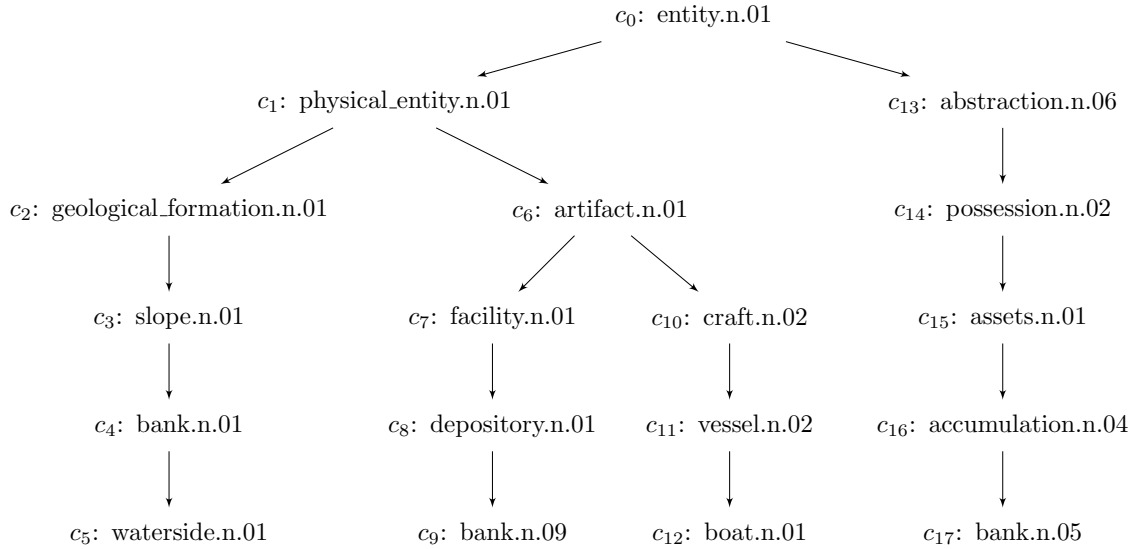 c0: entity.n.01
c1: physical_entity.n.01
c13: abstraction.n.06
c2: geological_formation.n.01
c6: artifact.n.01
c14: possession.n.02
c3: slope.n.01
c7: facility.n.01
c10: craft.n.02
c15: assets.n.01
c4: bank.n.01
c8: depository.n.01
c11: vessel.n.02
c16: accumulation.n.04
c5: waterside.n.01
c9: bank.n.09
c12: boat.n.01
c17: bank.n.05